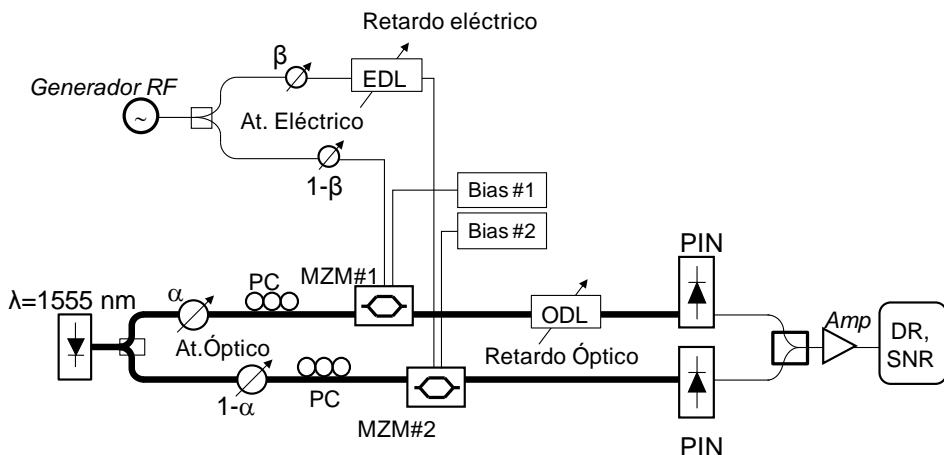 Retardo eléctrico
β
EDL
Generador RF
~
At. Eléctrico
1-β
Bias #1
Bias #2
PIN
MZM#1
PC
α
λ=1555 nm
ODL
Amp
DR,
SNR
At.Óptico
Retardo Óptico
1-α
PC
MZM#2
PIN